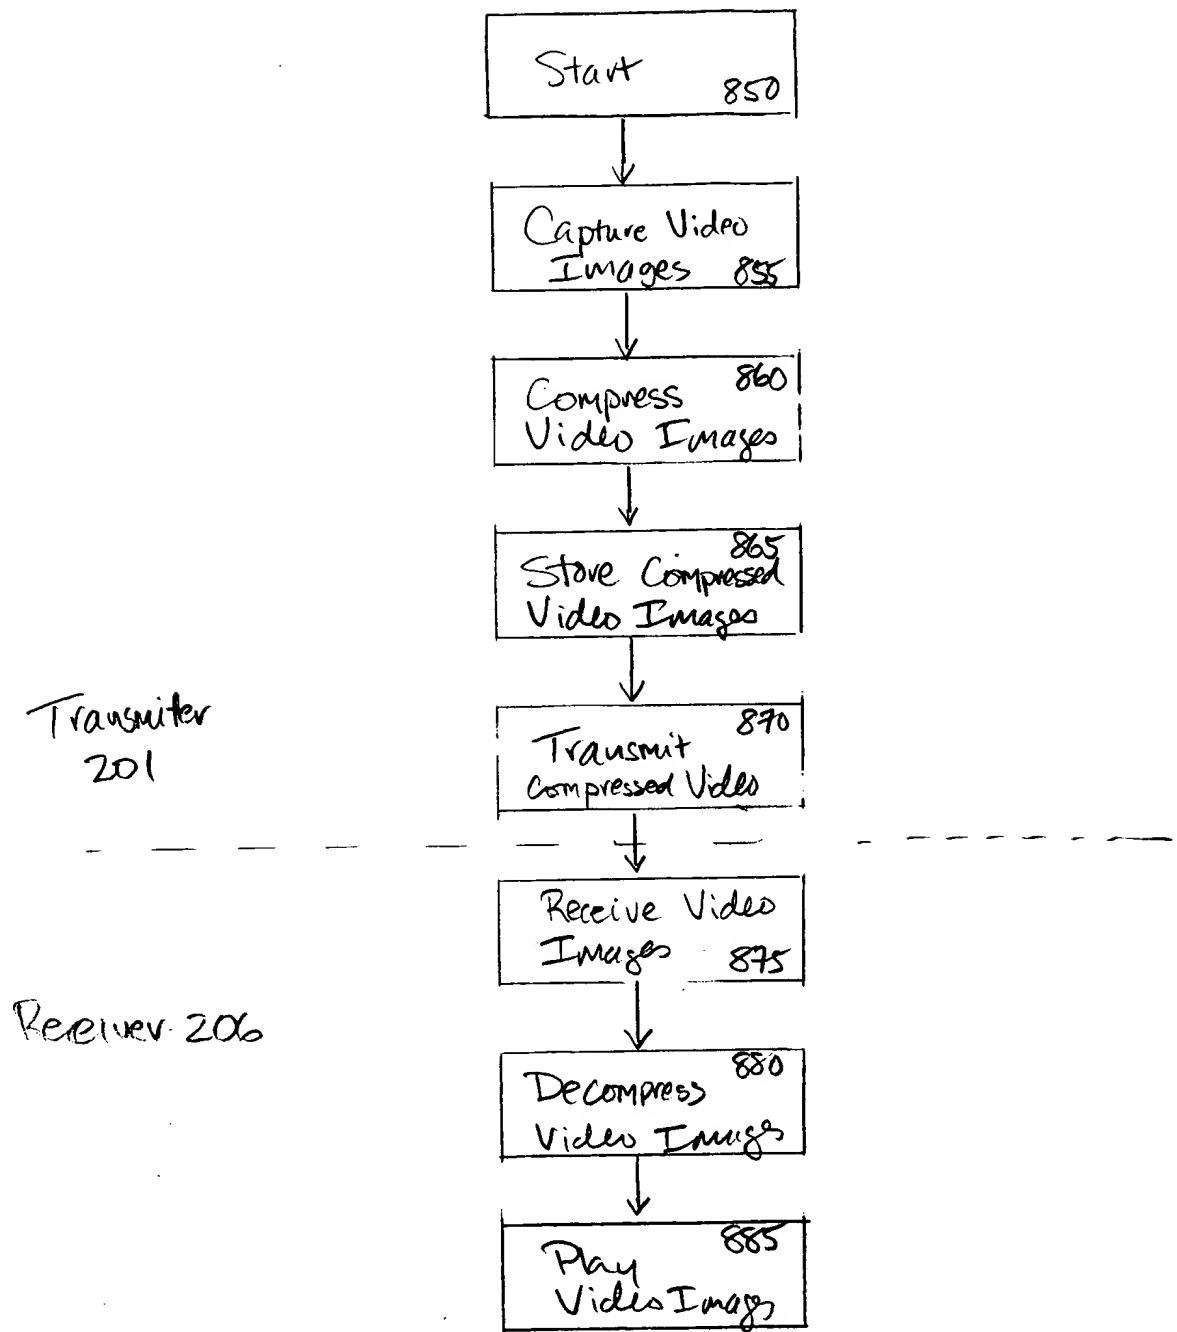 Start
850
Capture Video
Images 855
860
Compress
Video Images
865
Store Compressed
Video Images
Transmiter
201
870
Transmit
Compressed Video
Receive Video
Images 875
Receiver 206
880
Decompress
Video Images
885
Play
Video Images